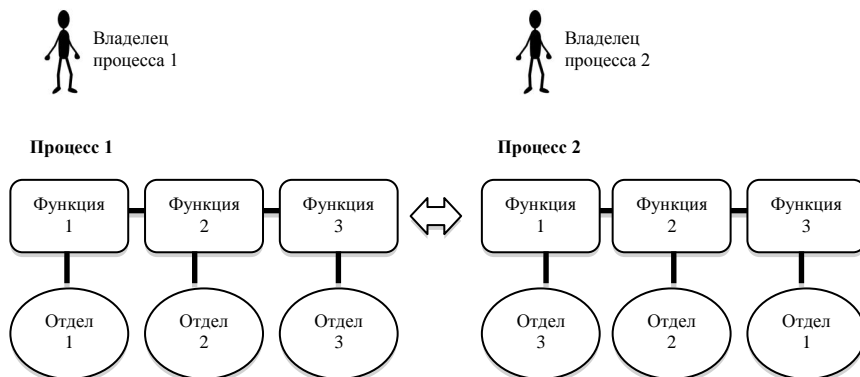 Владелец
процесса 1
Владелец
процесса 2
Процесс 1
Процесс 2
Функция
1
Функция
2
Функция
3
Функция
1
Функция
2
Функция
3
Отдел
1
Отдел
2
Отдел
3
Отдел
3
Отдел
2
Отдел
1